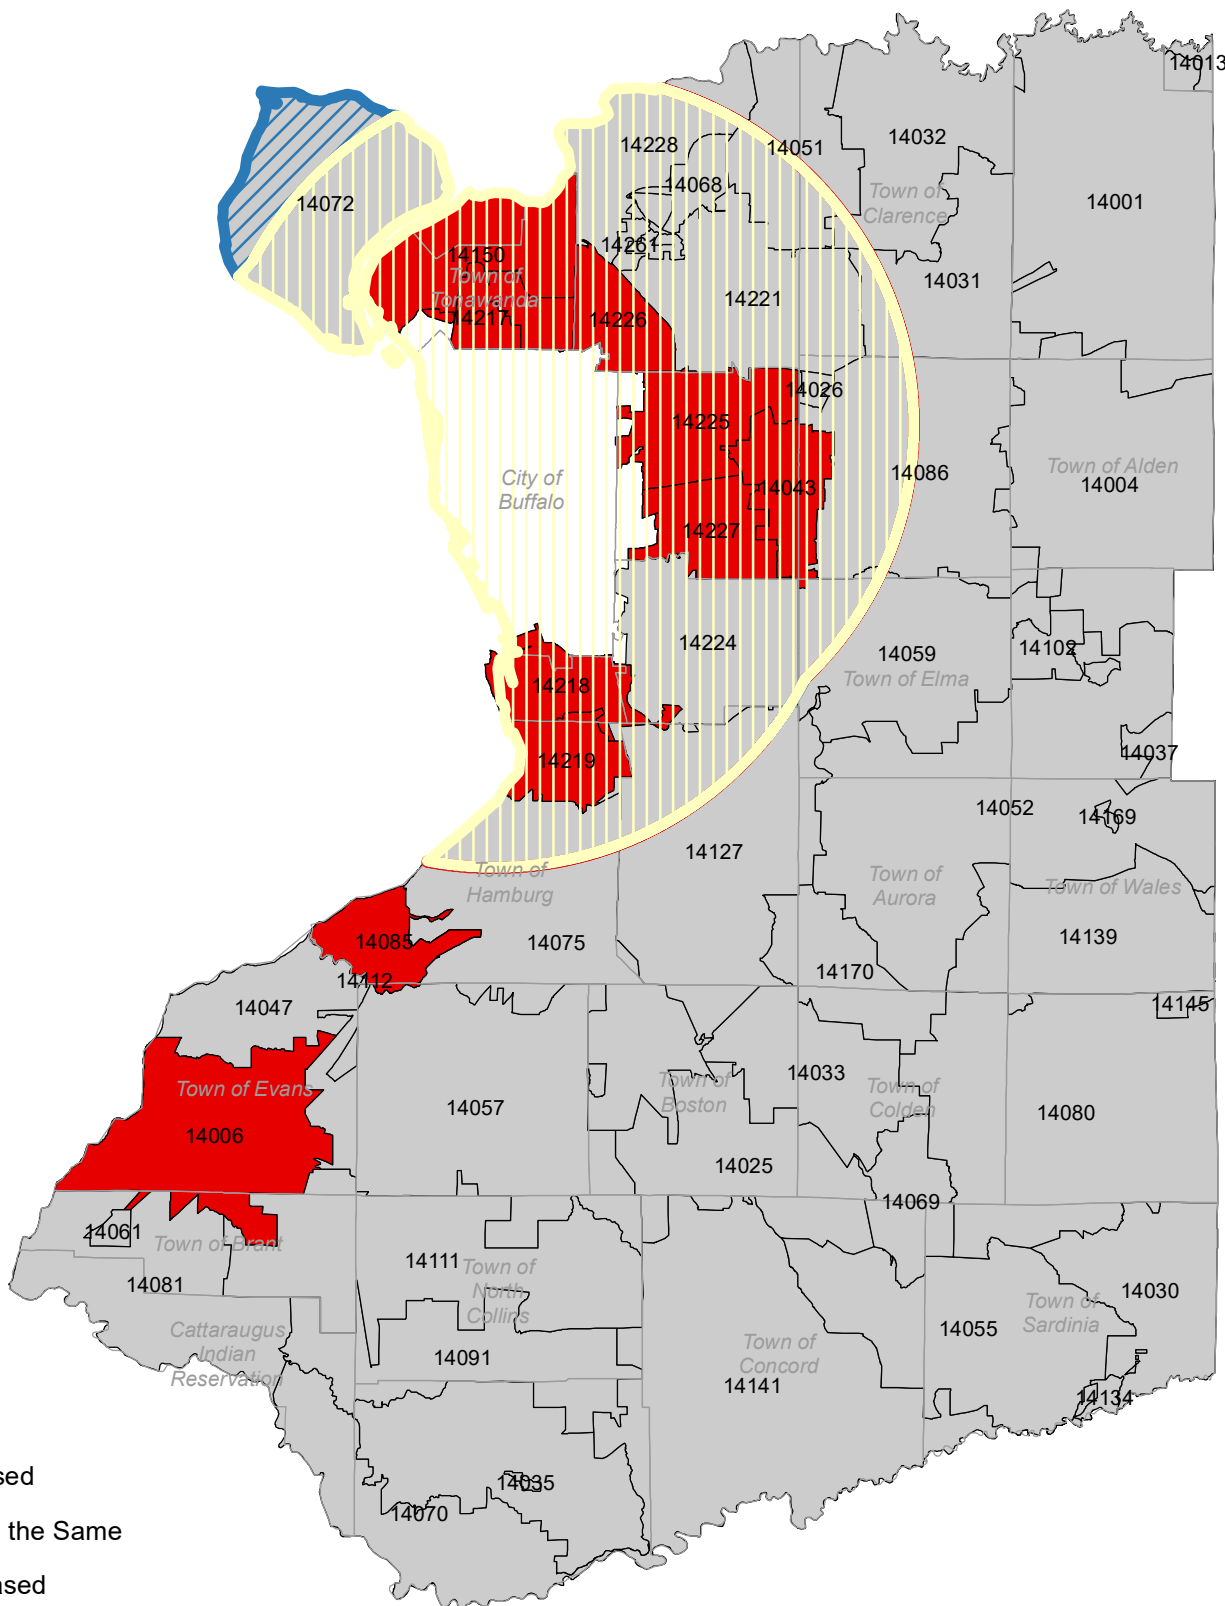 14013
14228
14051
14032
14068
Town of
Clarence
14001
14072
14261
14150
Town of
Tonawanda
14031
14221
14217
14226
14026
14225
14086
Town of Alden
14004
City of
Buffalo
14043
14227
14224
14059
14102
Town of Elma
14218
14219
14037
14052
14169
14127
Town of
Hamburg
Town of
Aurora
Town of Wales
14085
14075
14139
14170
14112
14047
14145
Town of Evans
14033
Town of
Boston
Town of
Colden
14057
14080
14006
14025
14069
14061
Town of Brant
14111
Town of
North
Collins
14081
14030
Town of
Sardinia
14055
Cattaraugus
Indian
Reservation
14091
Town of
Concord
14141
14134
sed
14035
14070
the Same
ased